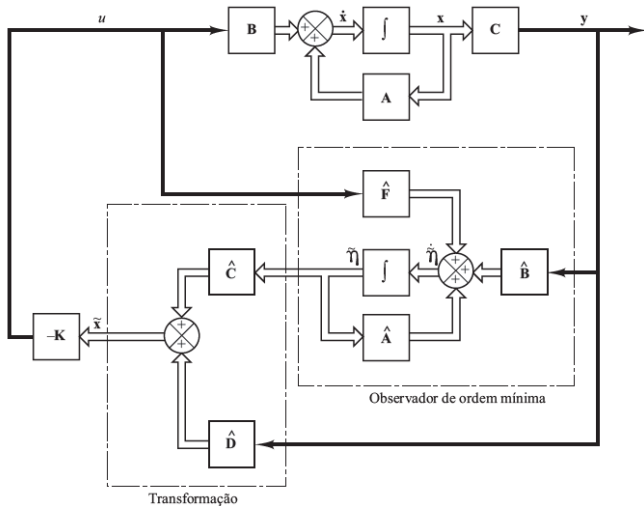 u
B
+
+
ẋ
∫
x
C
y
A
F̂
η̃
∫
η̃̇
+
+
+
B̂
Ĉ
Â
–K
x̃
+
+
D̂
Observador de ordem mínima
Transformação